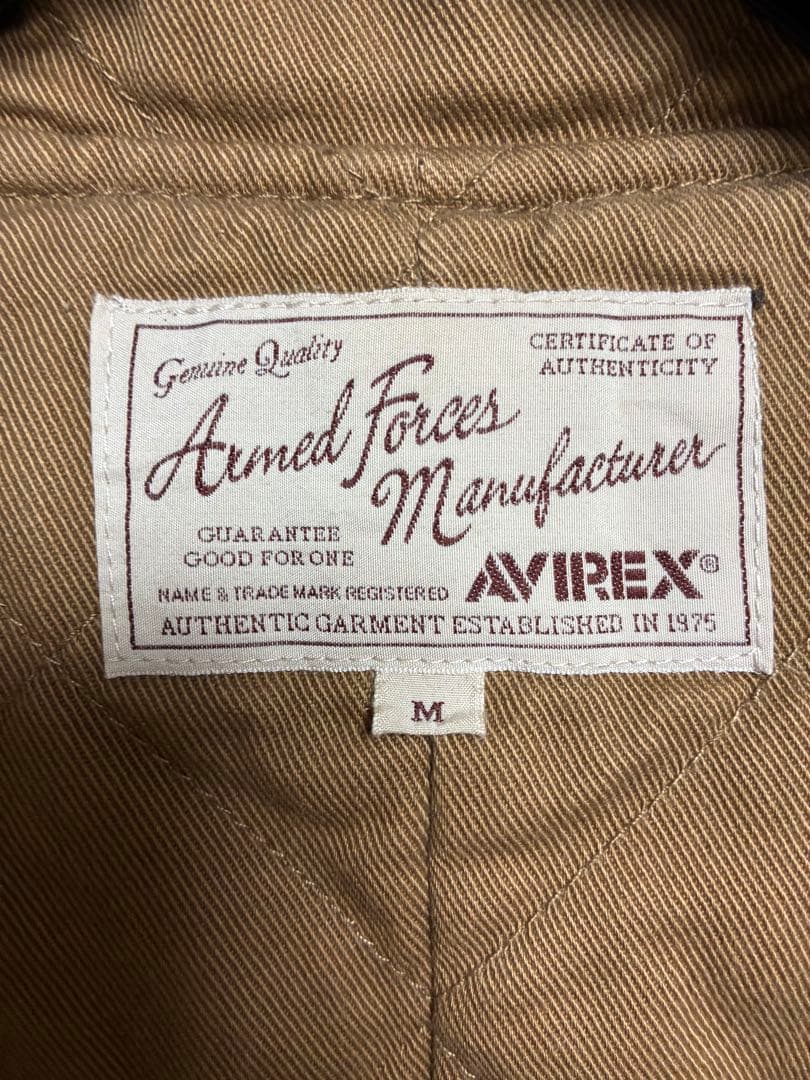 Genuine Quality
CERTIFICATE OF
AUTHENTICITY
Armed Forces
Manufacturer
GUARANTEE
GOOD FOR ONE
NAME & TRADE MARK REGISTERED
AVIREX®
AUTHENTIC GARMENT ESTABLISHED IN 1975
M